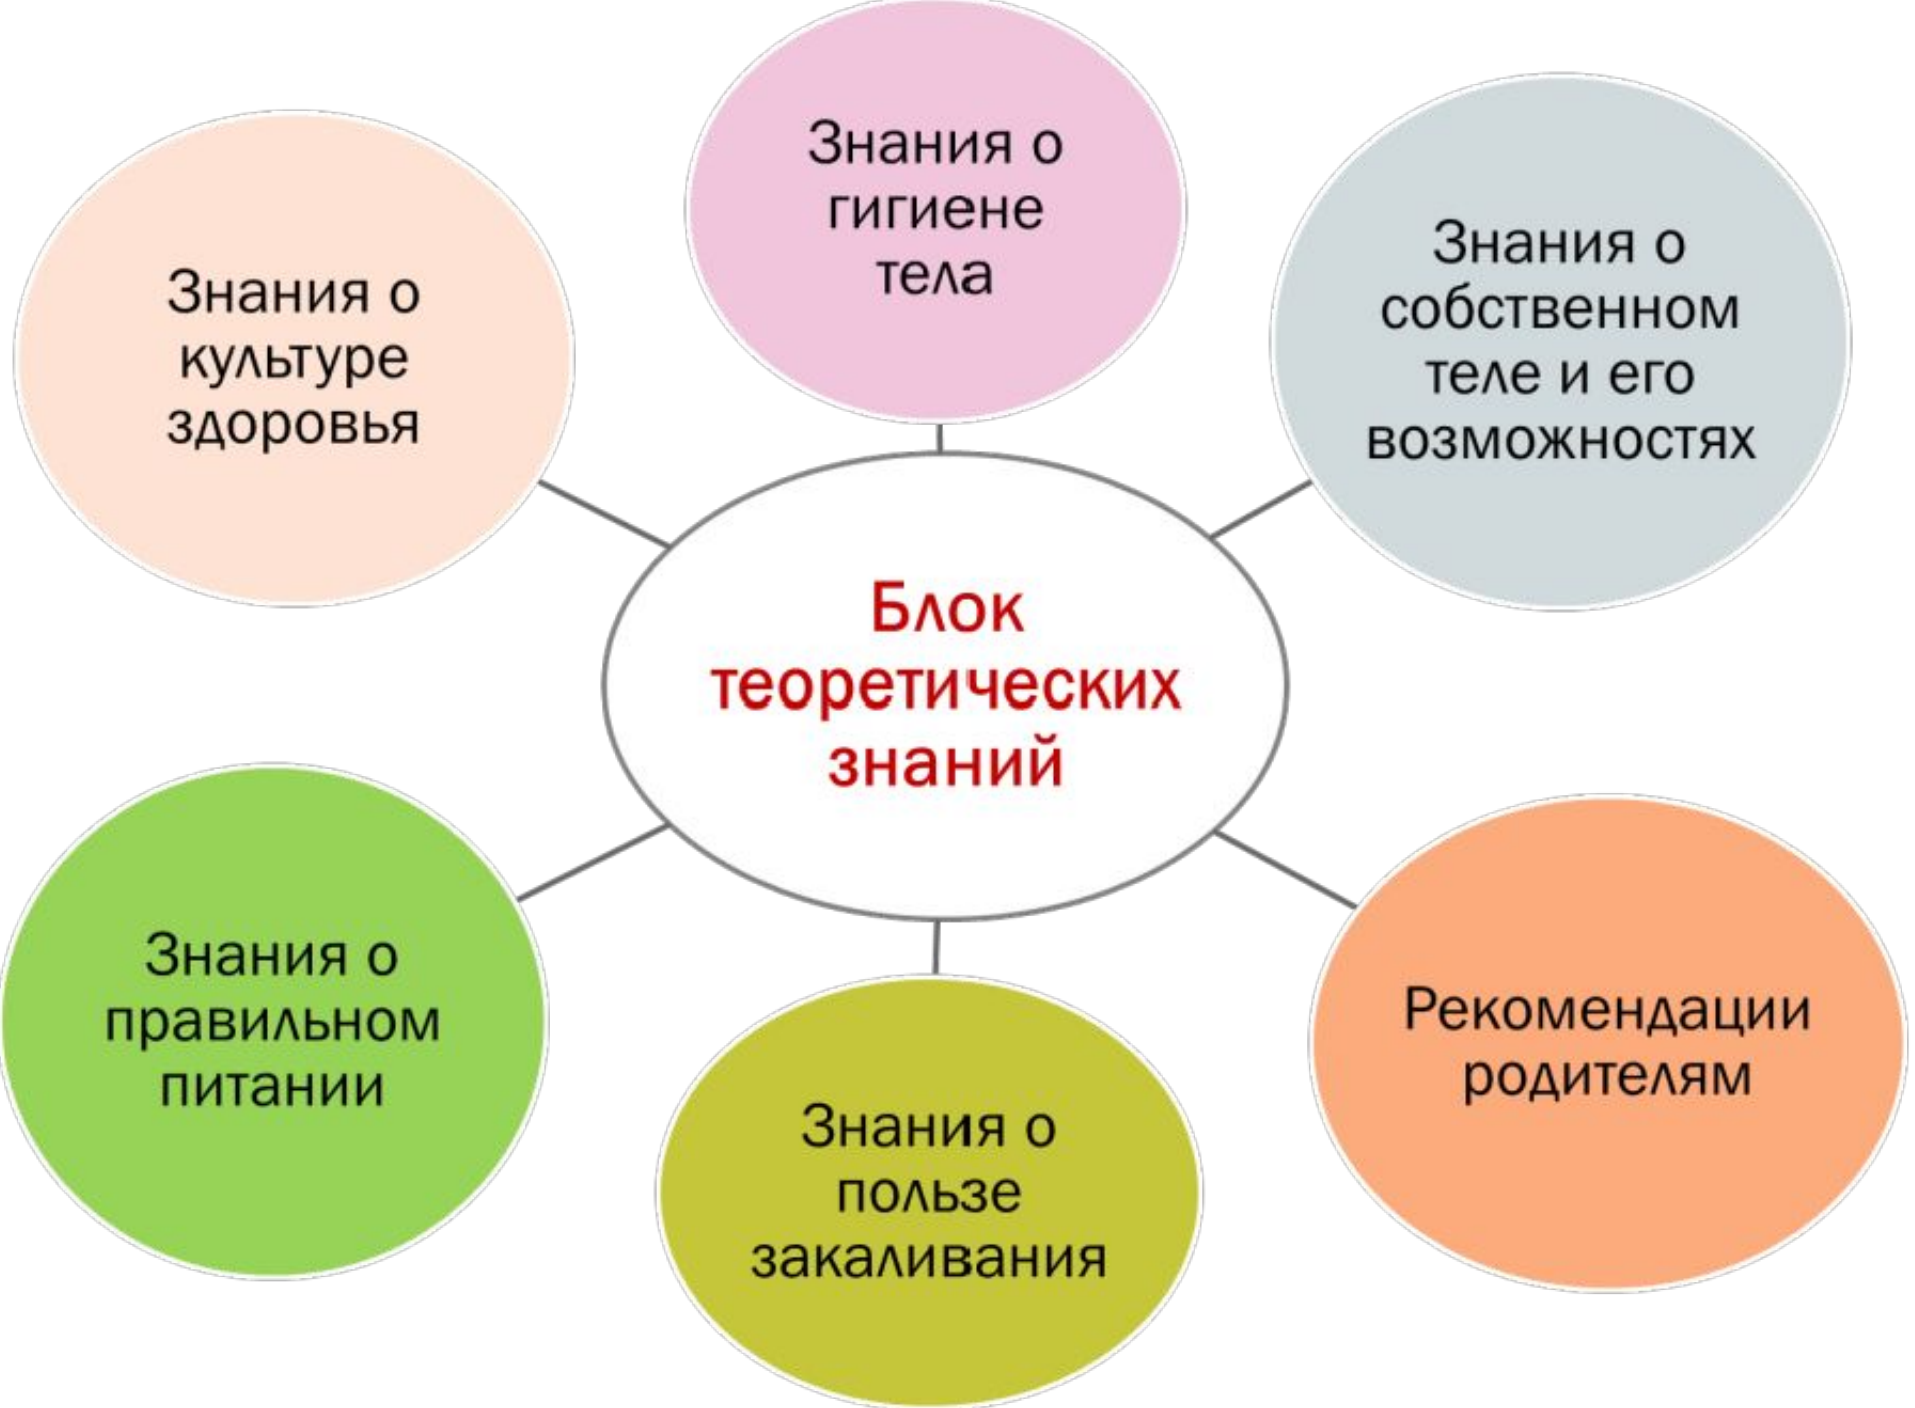 Знания о
гигиене
тела
Знания о
культуре
здоровья
Знания о
собственном
теле и его
возможностях
Блок
теоретических
знаний
Знания о
правильном
питании
Знания о
пользе
закаливания
Рекомендации
родителям